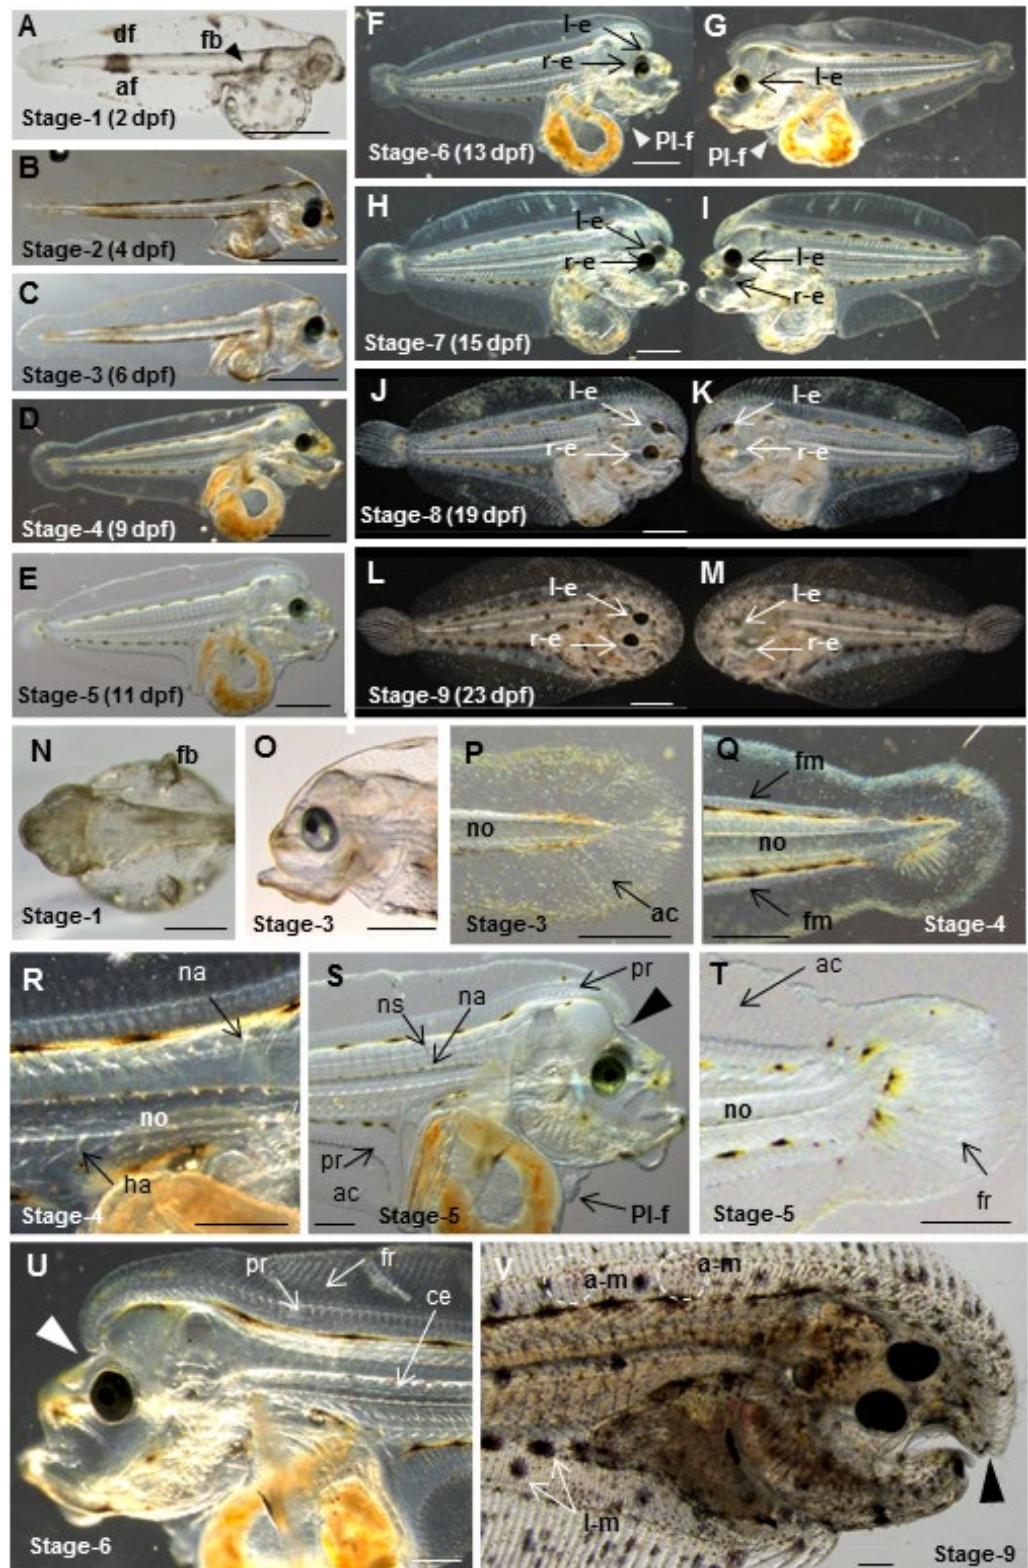 A
df
fb
af
Stage-1 (2 dpf)
B
Stage-2 (4 dpf)
C
Stage-3 (6 dpf)
D
Stage-4 (9 dpf)
E
Stage-5 (11 dpf)
F
l-e
r-e
Pl-f
Stage-6 (13 dpf)
G
l-e
Pl-f
H
l-e
r-e
Stage-7 (15 dpf)
I
l-e
r-e
J
l-e
r-e
Stage-8 (19 dpf)
K
l-e
r-e
L
l-e
r-e
Stage-9 (23 dpf)
M
l-e
r-e
N
fb
Stage-1
O
Stage-3
P
no
ac
Stage-3
Q
fm
no
fm
Stage-4
R
na
no
ha
Stage-4
S
pr
ns
na
pr
ac
Stage-5
Pl-f
T
ac
no
fr
Stage-5
U
pr
fr
ce
Stage-6
V
a-m
a-m
l-m
Stage-9